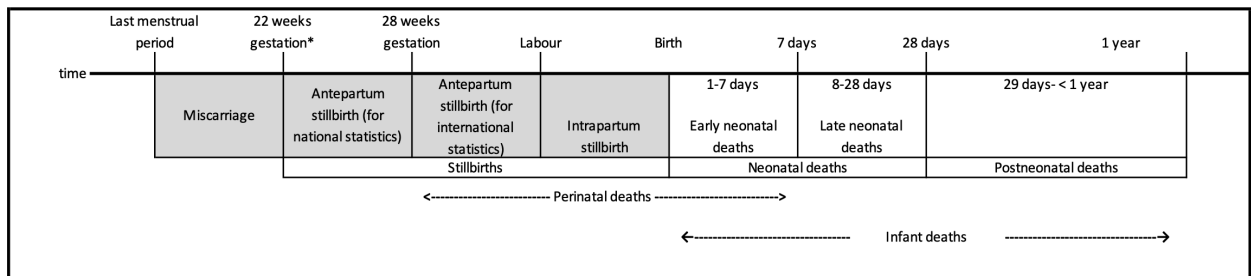 Last menstrual
period
22 weeks
gestation*
28 weeks
gestation
Labour
Birth
7 days
28 days
1 year
time
Miscarriage
Antepartum
stillbirth (for
national statistics)
Antepartum
stillbirth (for
international
statistics)
Intrapartum
stillbirth
1-7 days
Early neonatal
deaths
8-28 days
Late neonatal
deaths
29 days- < 1 year
Stillbirths
Neonatal deaths
Postneonatal deaths
Perinatal deaths
Infant deaths